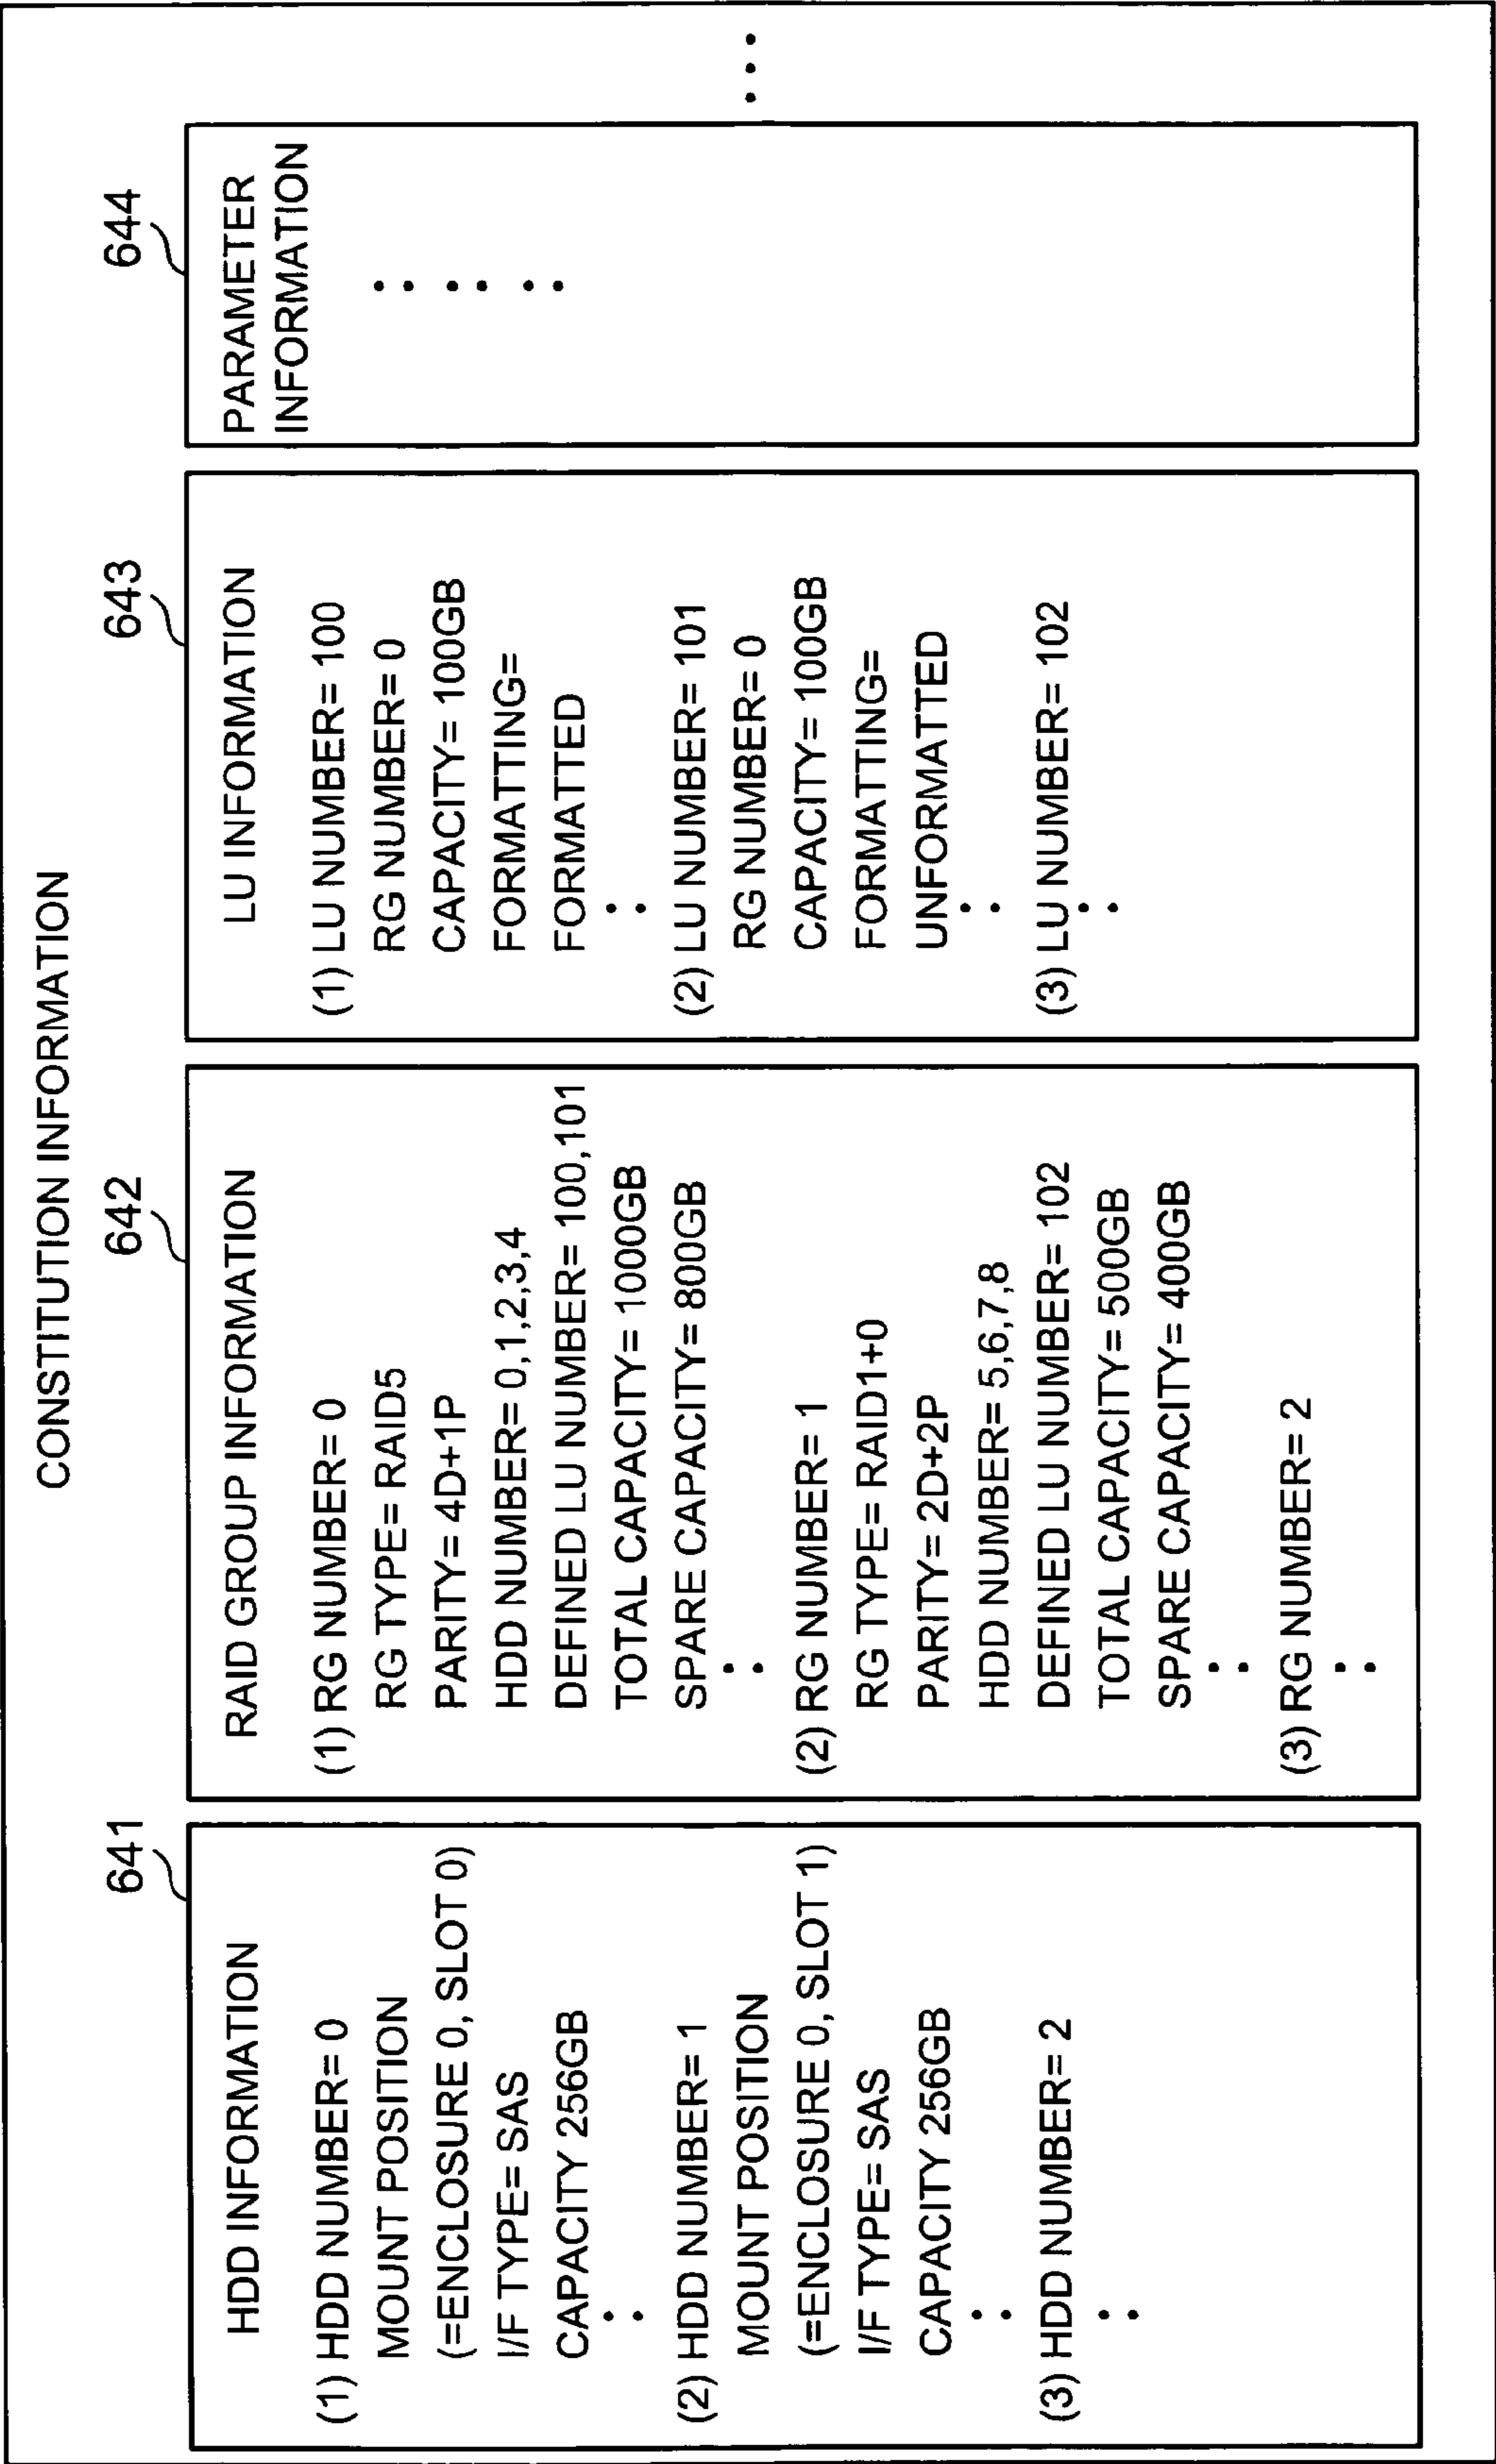 CONSTITUTION INFORMATION
641
HDD INFORMATION
(1) HDD NUMBER= 0
MOUNT POSITION
(=ENCLOSURE 0, SLOT 0)
I/F TYPE= SAS
CAPACITY 256GB
:
(2) HDD NUMBER= 1
MOUNT POSITION
(=ENCLOSURE 0, SLOT 1)
I/F TYPE= SAS
CAPACITY 256GB
:
(3) HDD NUMBER= 2
:
642
RAID GROUP INFORMATION
(1) RG NUMBER= 0
RG TYPE= RAID5
PARITY= 4D+1P
HDD NUMBER= 0,1,2,3,4
DEFINED LU NUMBER= 100,101
TOTAL CAPACITY= 1000GB
SPARE CAPACITY= 800GB
:
(2) RG NUMBER= 1
RG TYPE= RAID1+0
PARITY= 2D+2P
HDD NUMBER= 5,6,7,8
DEFINED LU NUMBER= 102
TOTAL CAPACITY= 500GB
SPARE CAPACITY= 400GB
:
(3) RG NUMBER= 2
:
643
LU INFORMATION
(1) LU NUMBER= 100
RG NUMBER= 0
CAPACITY= 100GB
FORMATTING=
FORMATTED
:
(2) LU NUMBER= 101
RG NUMBER= 0
CAPACITY= 100GB
FORMATTING=
UNFORMATTED
:
(3) LU NUMBER= 102
:
644
PARAMETER
INFORMATION
:
:
:
...